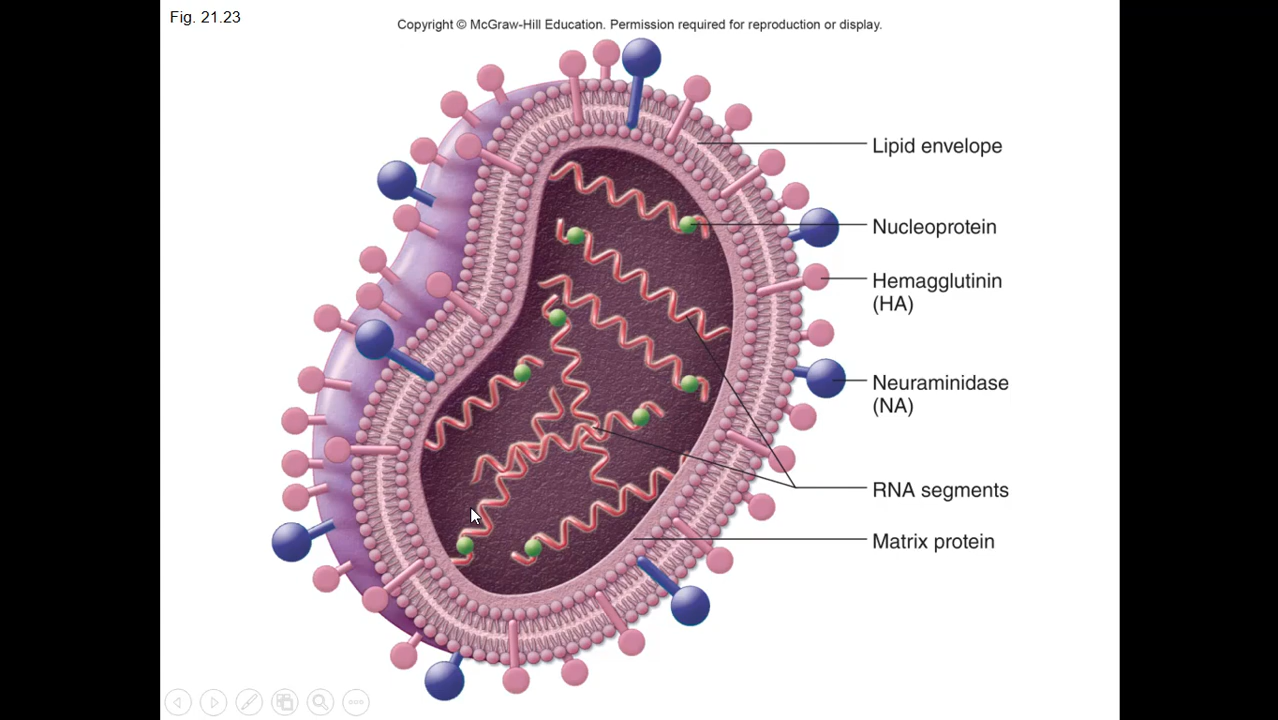 Fig. 21.23
Copyright © McGraw-Hill Education. Permission required for reproduction or display.
Lipid envelope
Nucleoprotein
Hemagglutinin
(HA)
Neuraminidase
(NA)
RNA segments
Matrix protein